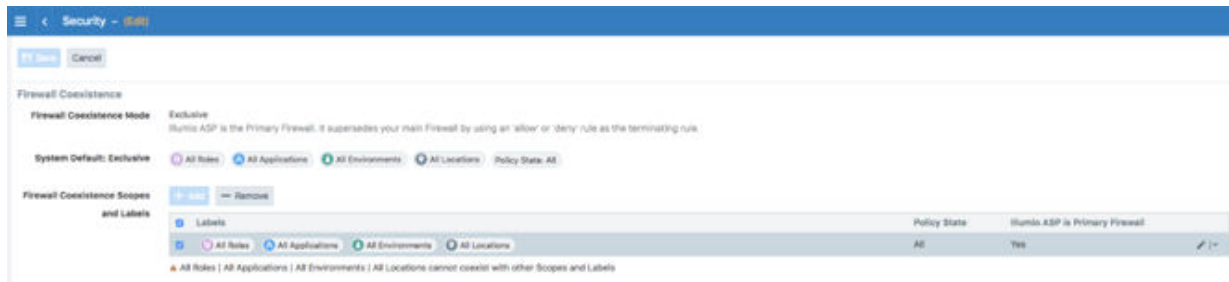 Security – (Edit)
Save Cancel
Firewall Coexistence
Firewall Coexistence Mode Exclusive
Illumio ASP is the Primary Firewall. It supersedes your main Firewall by using an 'allow' or 'deny' rule as the terminating rule.
System Default: Exclusive All Roles All Applications All Environments All Locations Policy State: All
Firewall Coexistence Scopes and Labels + Add — Remove
Labels Policy State Illumio ASP is Primary Firewall
All Roles All Applications All Environments All Locations All Yes
All Roles | All Applications | All Environments | All Locations cannot coexist with other Scopes and Labels